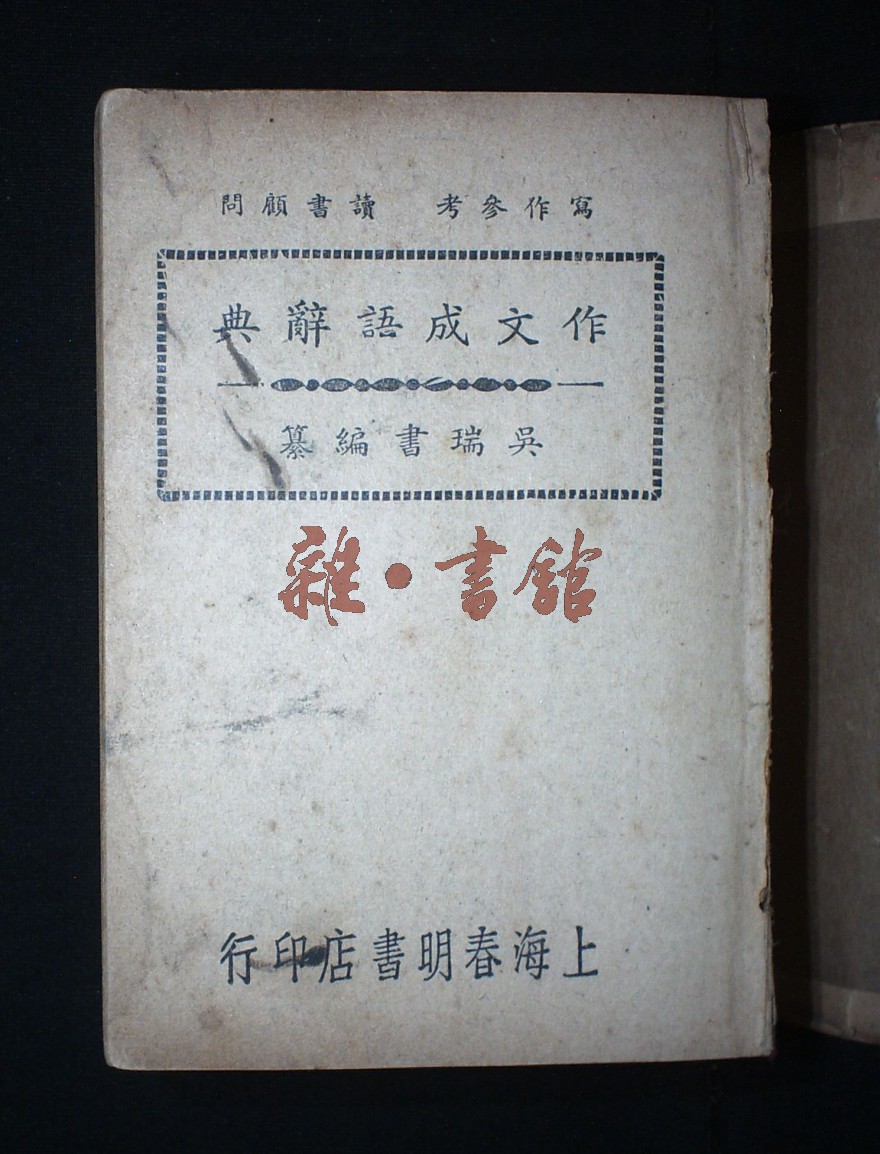 寫作參考 讀書顧問
作文成語辭典
吳瑞書編纂
雜·書館
上海春明書店印行